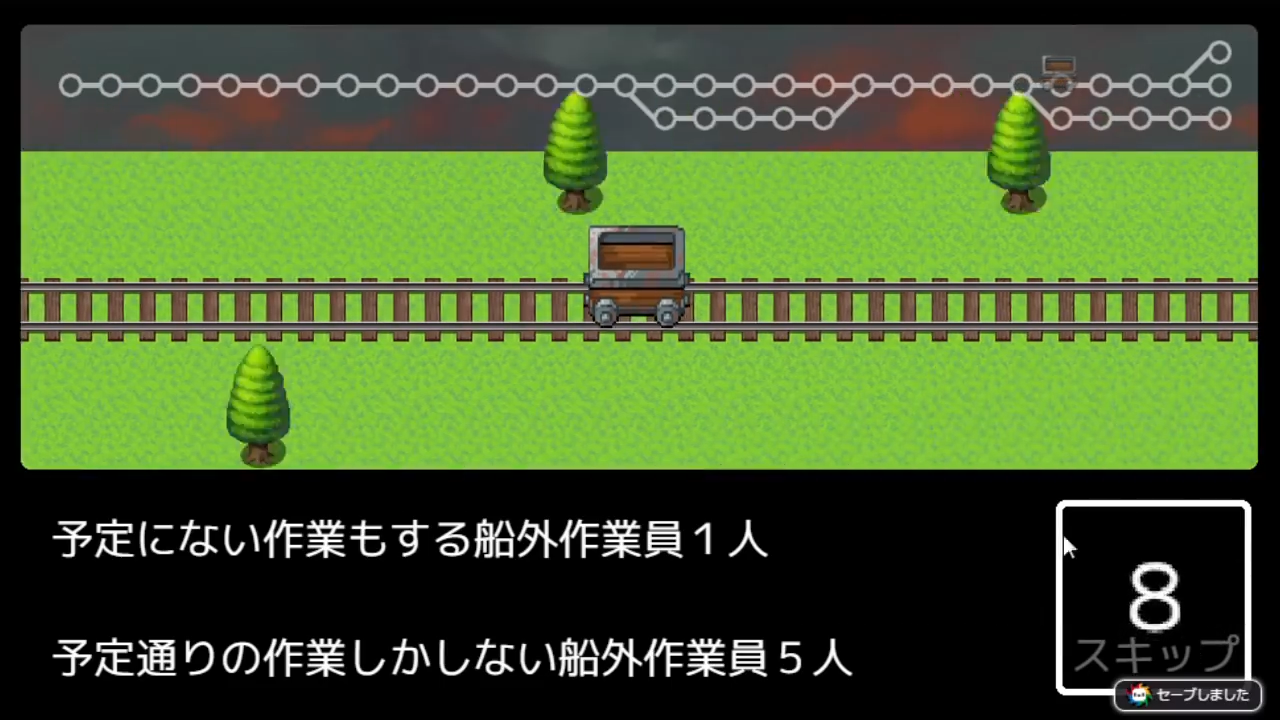 予定にない作業もする船外作業員１人
予定通りの作業しかしない船外作業員５人
8
スキップ
セーブしました